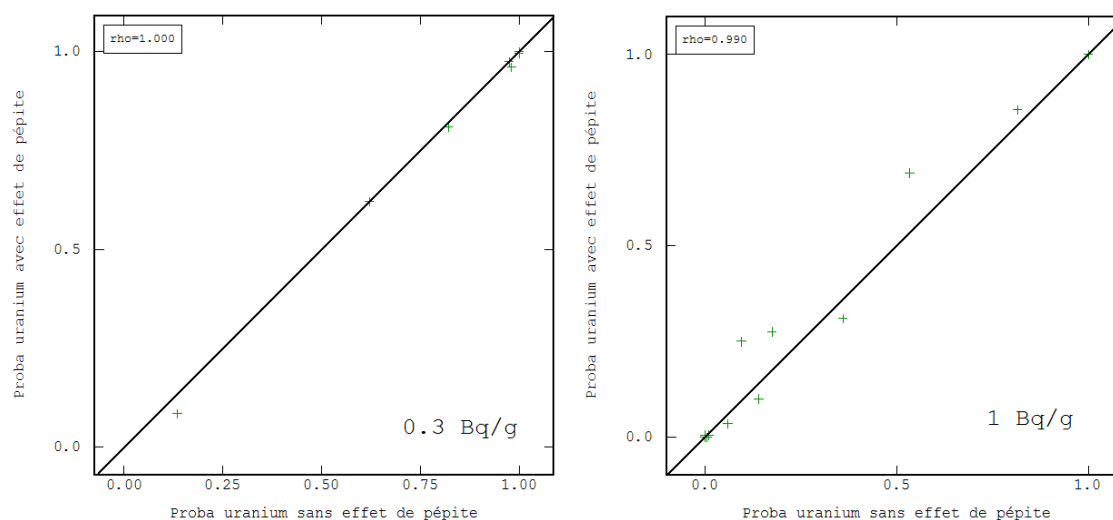 rho=1.000
1.0
0.5
0.0
0.00 0.25 0.50 0.75 1.00
Proba uranium avec effet de pépite
Proba uranium sans effet de pépite
0.3 Bq/g
rho=0.990
1.0
0.5
0.0
0.0 0.5 1.0
Proba uranium avec effet de pépite
Proba uranium sans effet de pépite
1 Bq/g